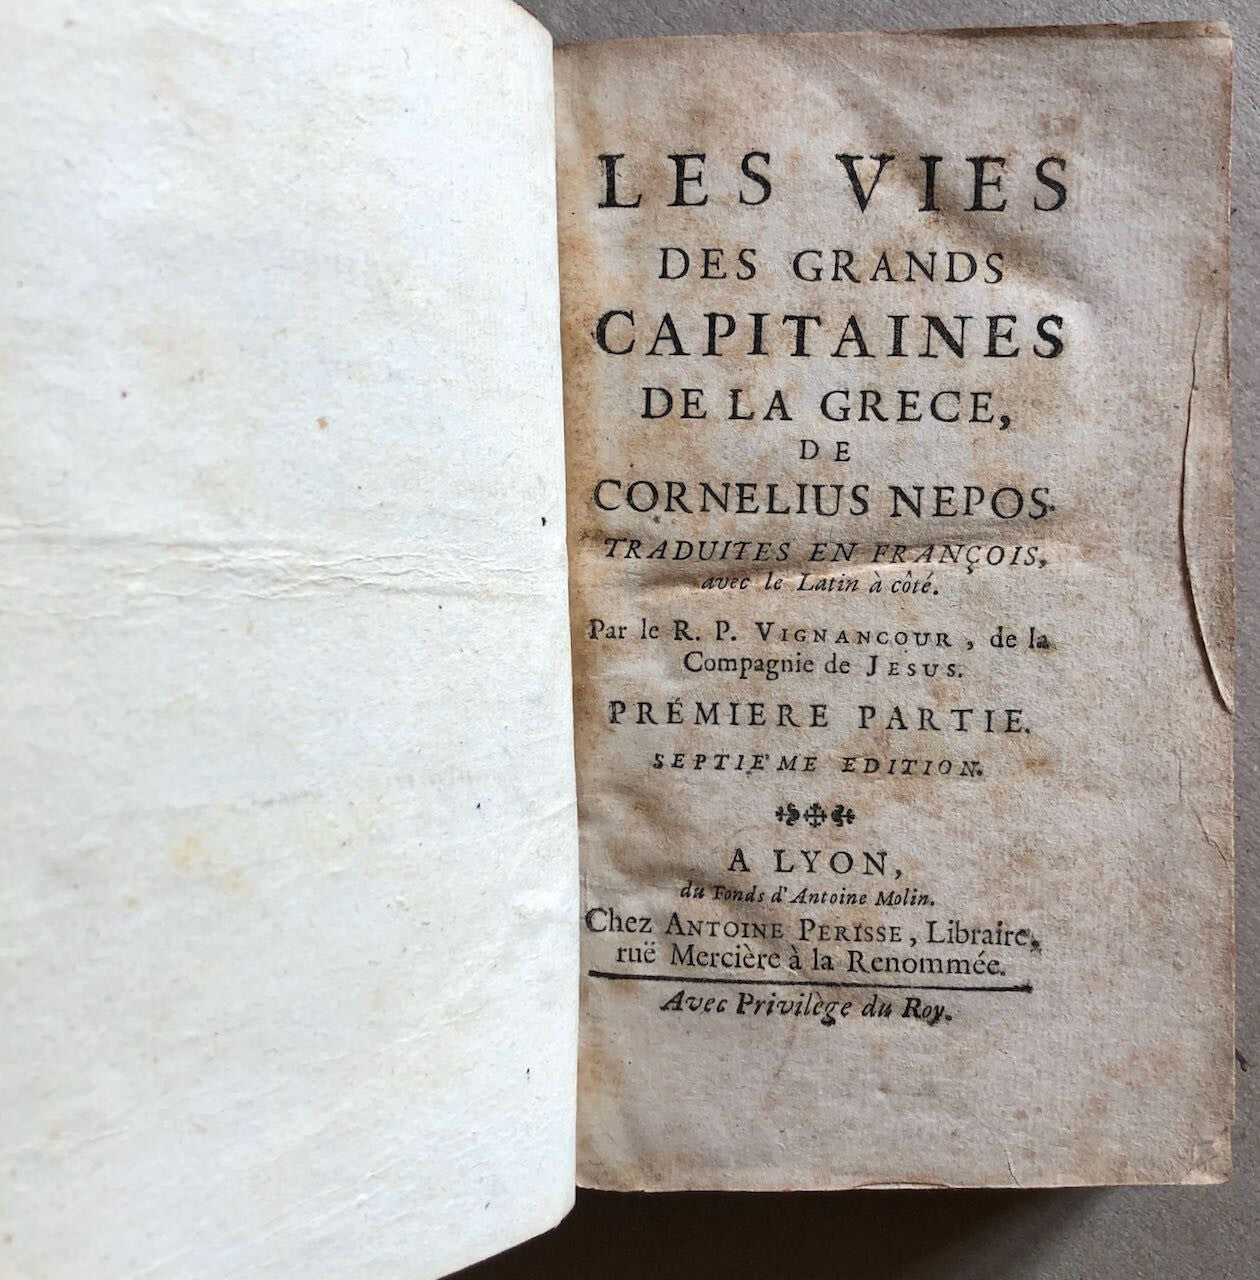 LES VIES
DES GRANDS
CAPITAINES
DE LA GRECE,
DE
CORNELIUS NEPOS.
TRADUITES EN FRANÇOIS,
avec le Latin à côté.
Par le R. P. VIGNANCOUR, de la
Compagnie de JESUS.
PRÉMIERE PARTIE.
SEPTIE'ME EDITION.
A LYON,
du Fonds d'Antoine Molin.
Chez ANTOINE PERISSE, Libraire,
ruë Mercière à la Renommée.
Avec Privilège du Roy.